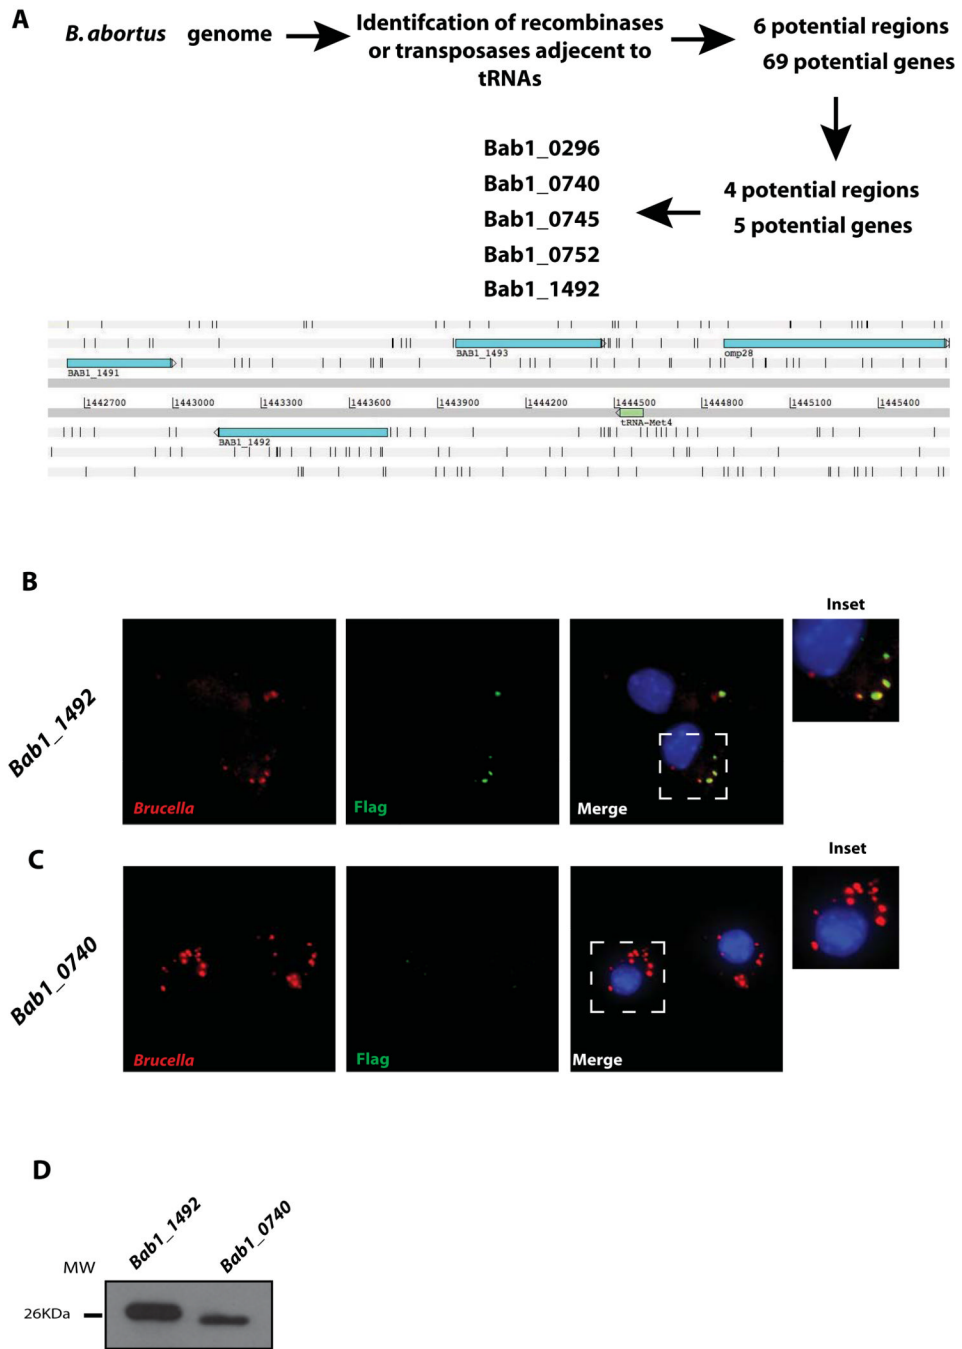 A
B. abortus genome
Identifcation of recombinases
or transposases adjecent to
tRNAs
6 potential regions
69 potential genes
4 potential regions
5 potential genes
Bab1_0296
Bab1_0740
Bab1_0745
Bab1_0752
Bab1_1492
BAB1_1493
omp28
BAB1_1491
1442700 1443000 1443300 1443600 1443900 1444200 1444500 1444800 1445100 1445400
tRNA-Met4
BAB1_1492
B
Inset
Bab1_1492
Brucella
Flag
Merge
C
Inset
Bab1_0740
Brucella
Flag
Merge
D
Bab1_1492
Bab1_0740
MW
26KDa